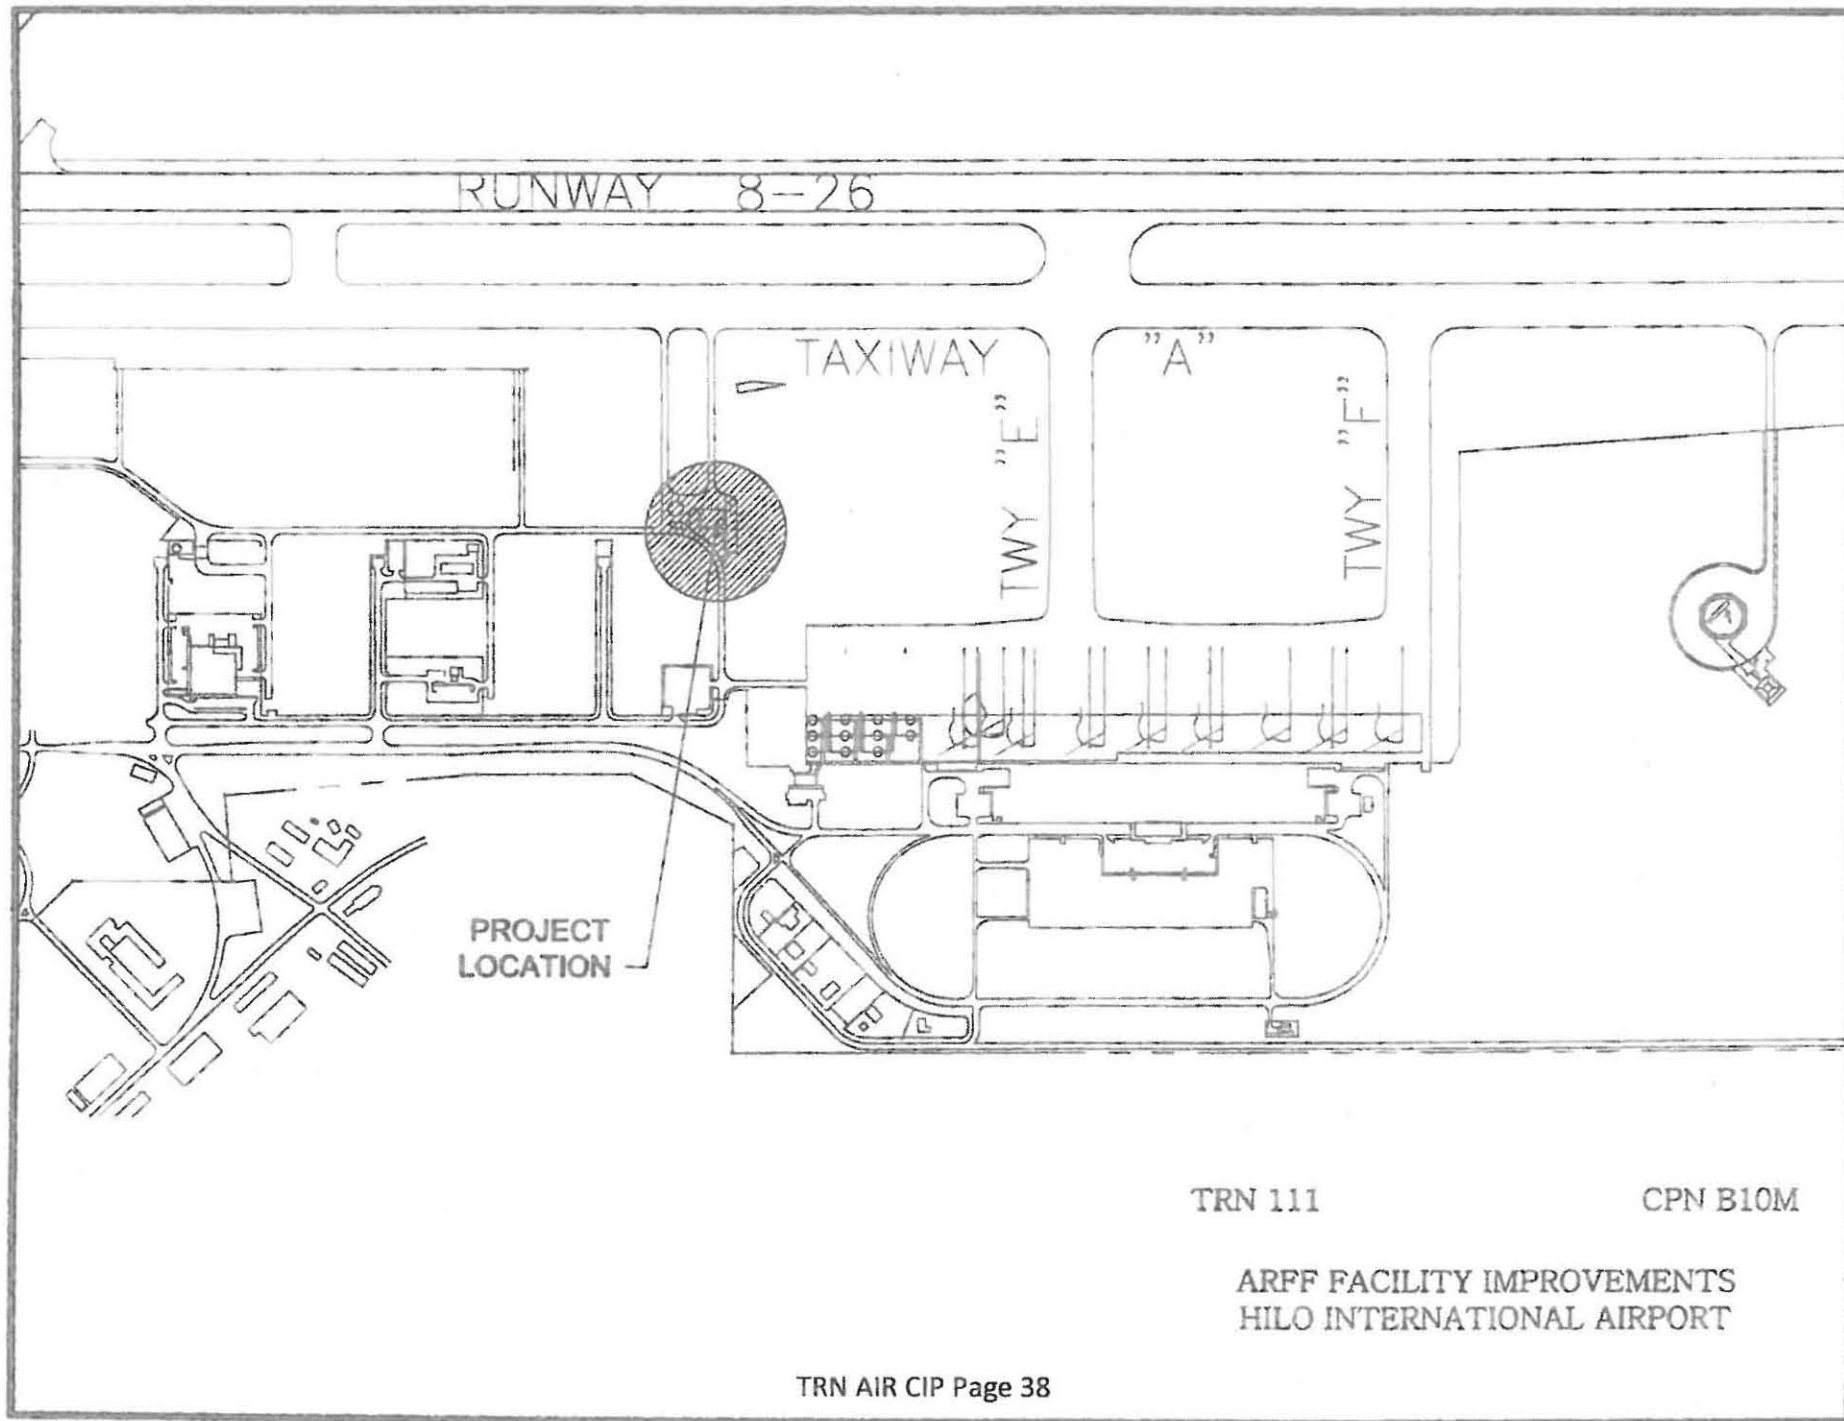 RUNWAY 8-26
TAXIWAY "A"
TWY "E"
TWY "F"
PROJECT
LOCATION
TRN 111 CPN B10M
ARFF FACILITY IMPROVEMENTS
HILO INTERNATIONAL AIRPORT
TRN AIR CIP Page 38